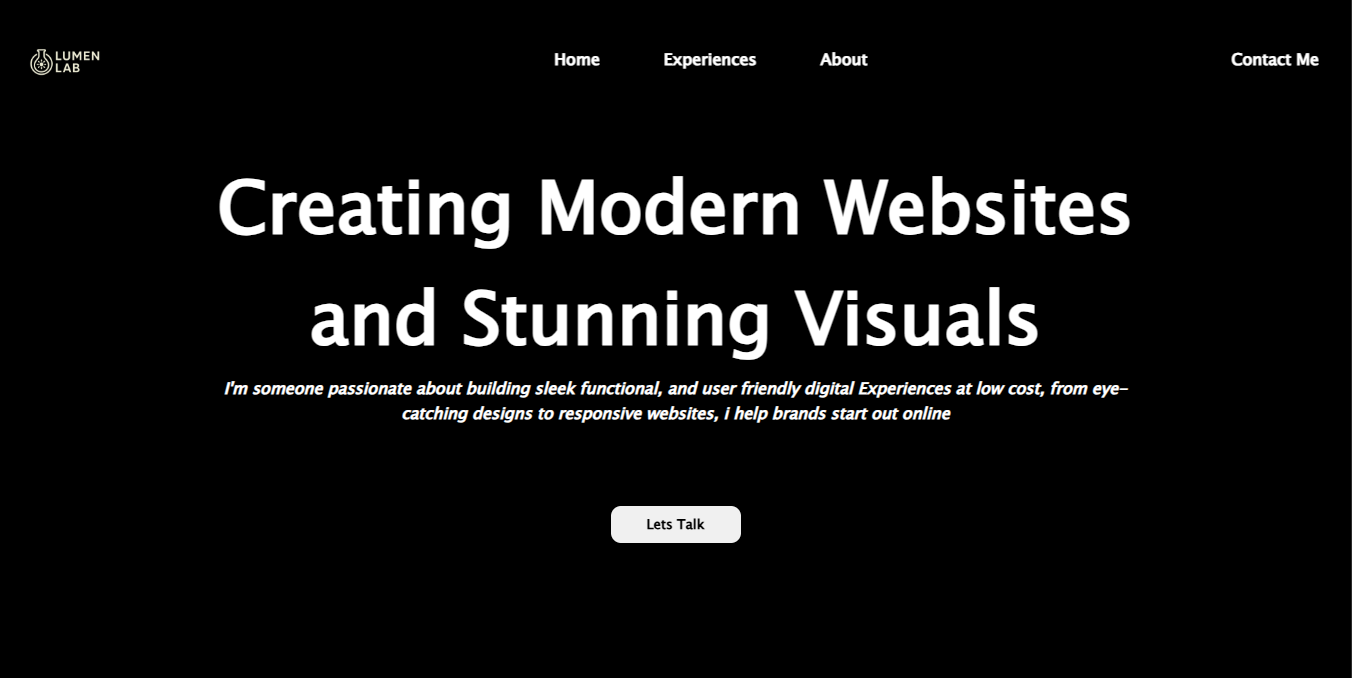 LUMEN
LAB
Home
Experiences
About
Contact Me
Creating Modern Websites
and Stunning Visuals
I'm someone passionate about building sleek functional, and user friendly digital Experiences at low cost, from eye-
catching designs to responsive websites, i help brands start out online
Lets Talk